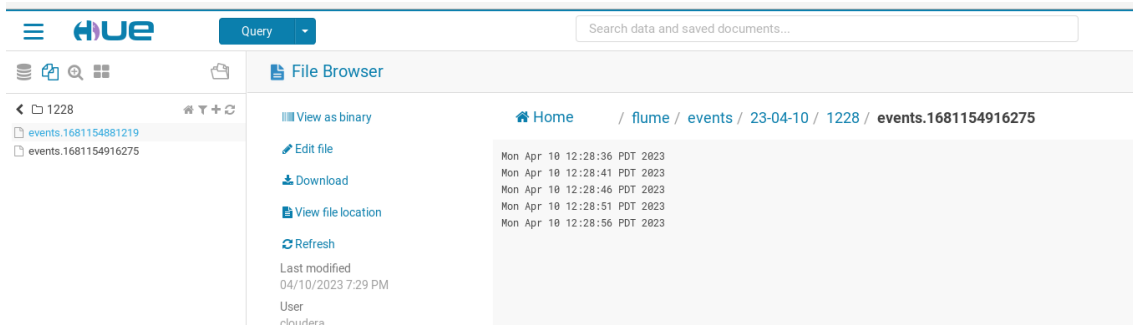 HUE
Query
Search data and saved documents...
File Browser
1228
events.1681154881219
events.1681154916275
View as binary
Edit file
Download
View file location
Refresh
Last modified
04/10/2023 7:29 PM
User
cloudera
Home / flume / events / 23-04-10 / 1228 / events.1681154916275
Mon Apr 10 12:28:36 PDT 2023
Mon Apr 10 12:28:41 PDT 2023
Mon Apr 10 12:28:46 PDT 2023
Mon Apr 10 12:28:51 PDT 2023
Mon Apr 10 12:28:56 PDT 2023